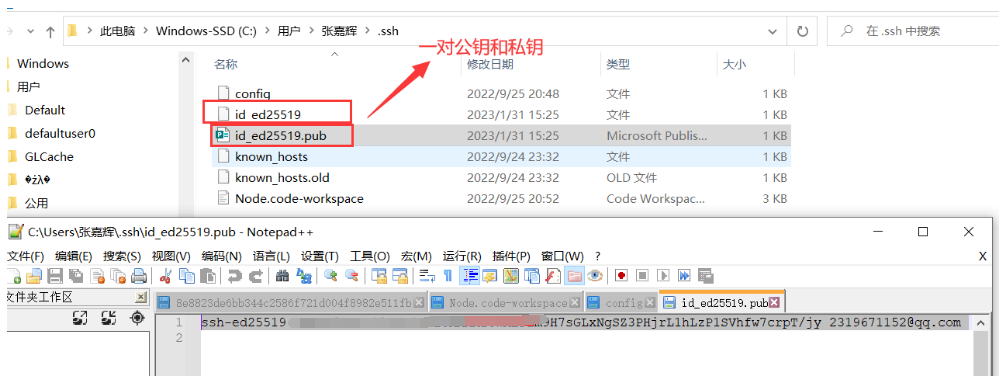 此电脑 > Windows-SSD (C:) > 用户 > 张嘉辉 > .ssh
在 .ssh 中搜索
一对公钥和私钥
Windows
用户
Default
defaultuser0
GLCache
公用
名称 修改日期 类型 大小
config 2022/9/25 20:48 文件 1 KB
id_ed25519 2023/1/31 15:25 文件 1 KB
id_ed25519.pub 2023/1/31 15:25 Microsoft Publis... 1 KB
known_hosts 2022/9/24 23:32 文件 1 KB
known_hosts.old 2022/9/24 23:32 OLD 文件 1 KB
Node.code-workspace 2022/9/25 20:52 Code Workspac... 3 KB
C:\Users\张嘉辉\.ssh\id_ed25519.pub - Notepad++
文件(F) 编辑(E) 搜索(S) 视图(V) 编码(N) 语言(L) 设置(T) 工具(O) 宏(M) 运行(R) 插件(P) 窗口(W) ? X
文件夹工作区
8e8823de6bb344c2586f721d004f8982e511fb Node.code-workspace config id_ed25519.pub
1 ssh-ed25519 9H7sGLxNgSZ3PHjrL1hLzP1SVhfw7crpT/jy 2319671152@qq.com
2